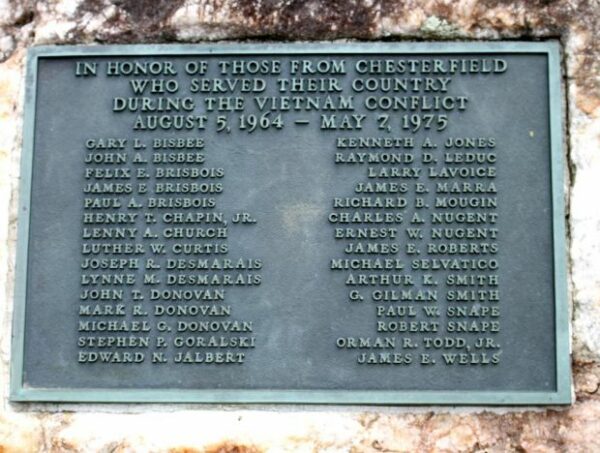 IN HONOR OF THOSE FROM CHESTERFIELD
WHO SERVED THEIR COUNTRY
DURING THE VIETNAM CONFLICT
AUGUST 5, 1964 — MAY 7, 1975
GARY L. BISBEE
JOHN A. BISBEE
FELIX E. BRISBOIS
JAMES E. BRISBOIS
PAUL A. BRISBOIS
HENRY T. CHAPIN, JR.
LENNY A. CHURCH
LUTHER W. CURTIS
JOSEPH R. DESMARAIS
LYNNE M. DESMARAIS
JOHN T. DONOVAN
MARK R. DONOVAN
MICHAEL G. DONOVAN
STEPHEN P. GORALSKI
EDWARD N. JALBERT
KENNETH A. JONES
RAYMOND D. LEDUC
LARRY LAVOICE
JAMES E. MARRA
RICHARD B. MOUGIN
CHARLES A. NUGENT
ERNEST W. NUGENT
JAMES E. ROBERTS
MICHAEL SELVATICO
ARTHUR K. SMITH
G. GILMAN SMITH
PAUL W. SNAPE
ROBERT SNAPE
ORMAN R. TODD, JR.
JAMES E. WELLS